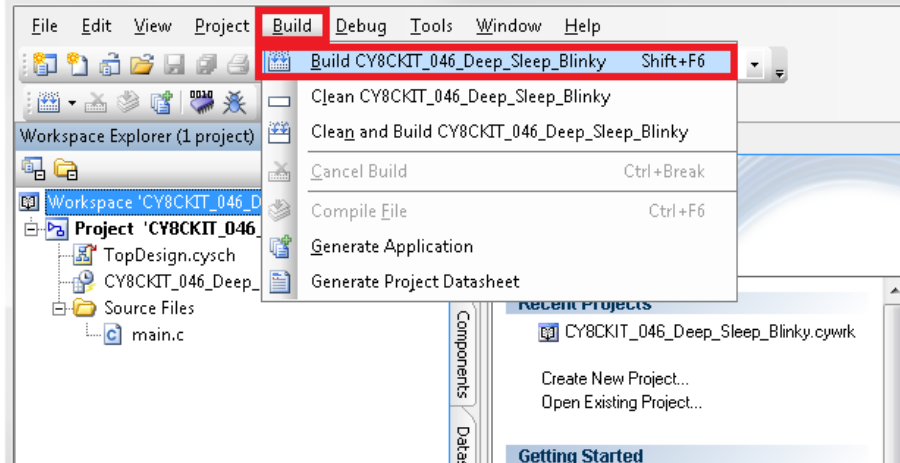 File Edit View Project Build Debug Tools Window Help
Build CY8CKIT_046_Deep_Sleep_Blinky Shift+F6
Clean CY8CKIT_046_Deep_Sleep_Blinky
Clean and Build CY8CKIT_046_Deep_Sleep_Blinky
Cancel Build Ctrl+Break
Compile File Ctrl+F6
Generate Application
Generate Project Datasheet
Workspace Explorer (1 project)
Workspace 'CY8CKIT_046_D
Project 'CY8CKIT_046_
TopDesign.cysch
CY8CKIT_046_Deep_
Source Files
main.c
Components
Datas
Recent Projects
CY8CKIT_046_Deep_Sleep_Blinky.cywrk
Create New Project...
Open Existing Project...
Getting Started